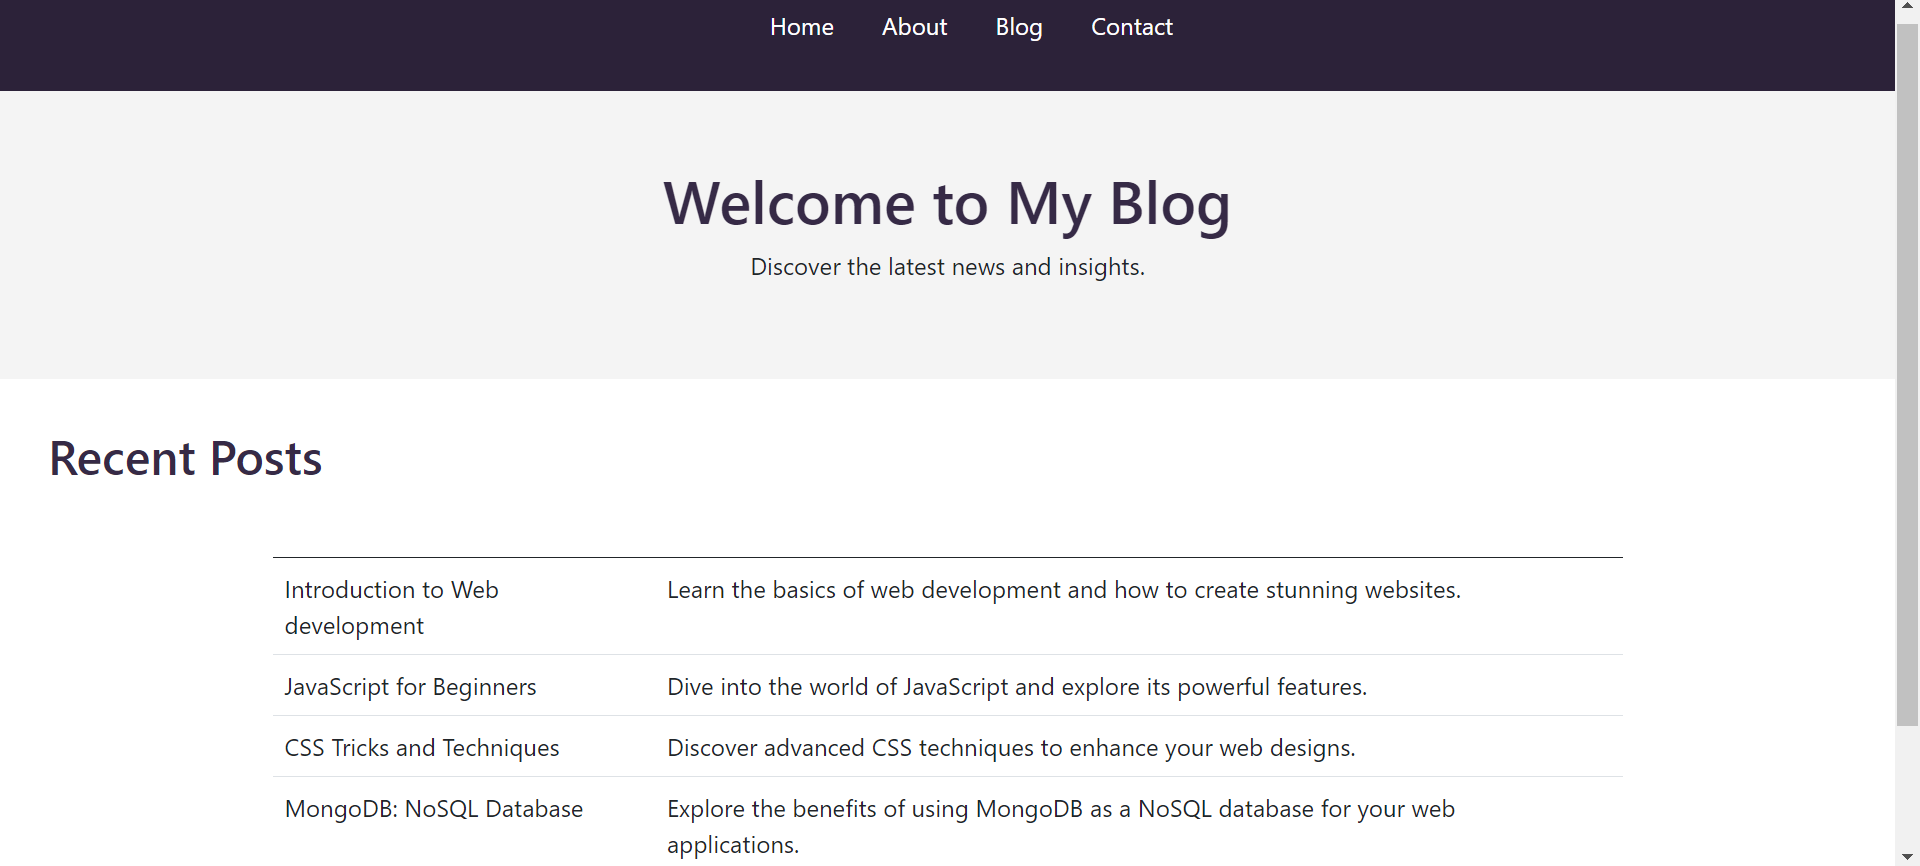 Home About Blog Contact
Welcome to My Blog
Discover the latest news and insights.
Recent Posts
Introduction to Web Learn the basics of web development and how to create stunning websites.
development
JavaScript for Beginners Dive into the world of JavaScript and explore its powerful features.
CSS Tricks and Techniques Discover advanced CSS techniques to enhance your web designs.
MongoDB: NoSQL Database Explore the benefits of using MongoDB as a NoSQL database for your web
applications.